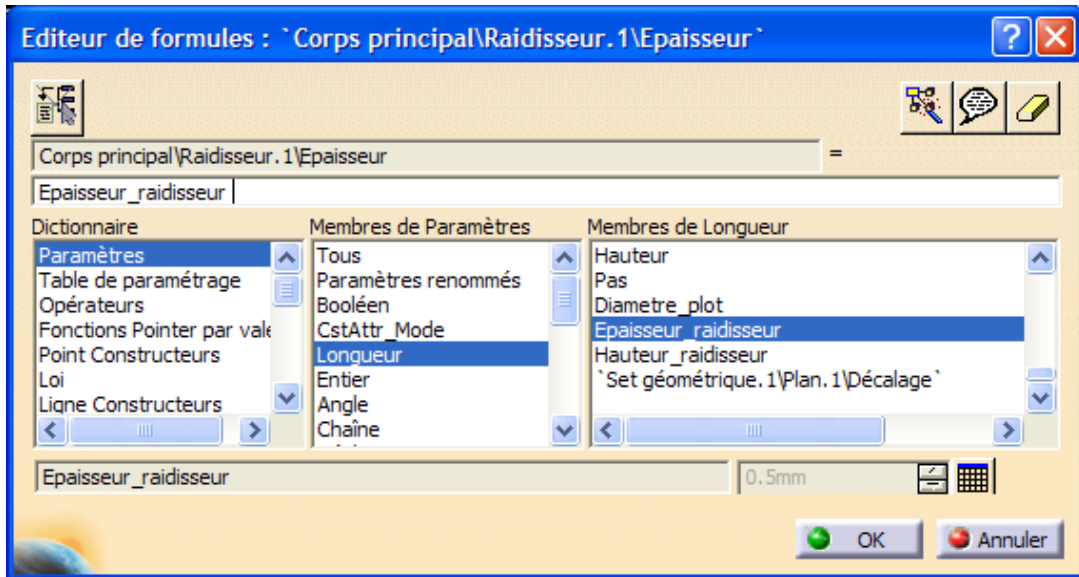 Editeur de formules : `Corps principal\Raidisseur.1\Epaisseur`
Corps principal\Raidisseur.1\Epaisseur =
Epaisseur_raidisseur
Dictionnaire
Paramètres
Table de paramétrage
Opérateurs
Fonctions Pointer par vale
Point Constructeurs
Loi
Ligne Constructeurs
Membres de Paramètres
Tous
Paramètres renommés
Booléen
CstAttr_Mode
Longueur
Entier
Angle
Chaîne
Membres de Longueur
Hauteur
Pas
Diametre_plot
Epaisseur_raidisseur
Hauteur_raidisseur
`Set géométrique.1\Plan.1\Décalage`
Epaisseur_raidisseur 0.5mm
OK Annuler